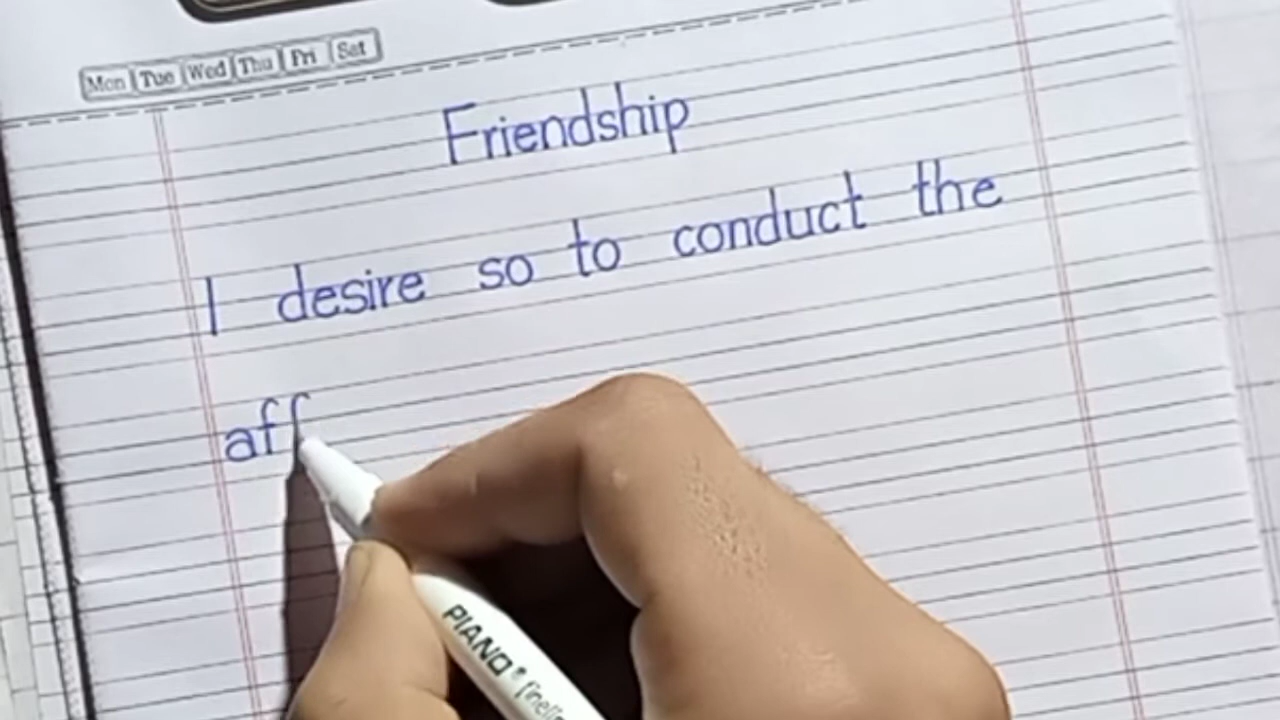 Mon Tue Wed Thu Fri Sat
Friendship
I desire so to conduct the
aff
PIANO